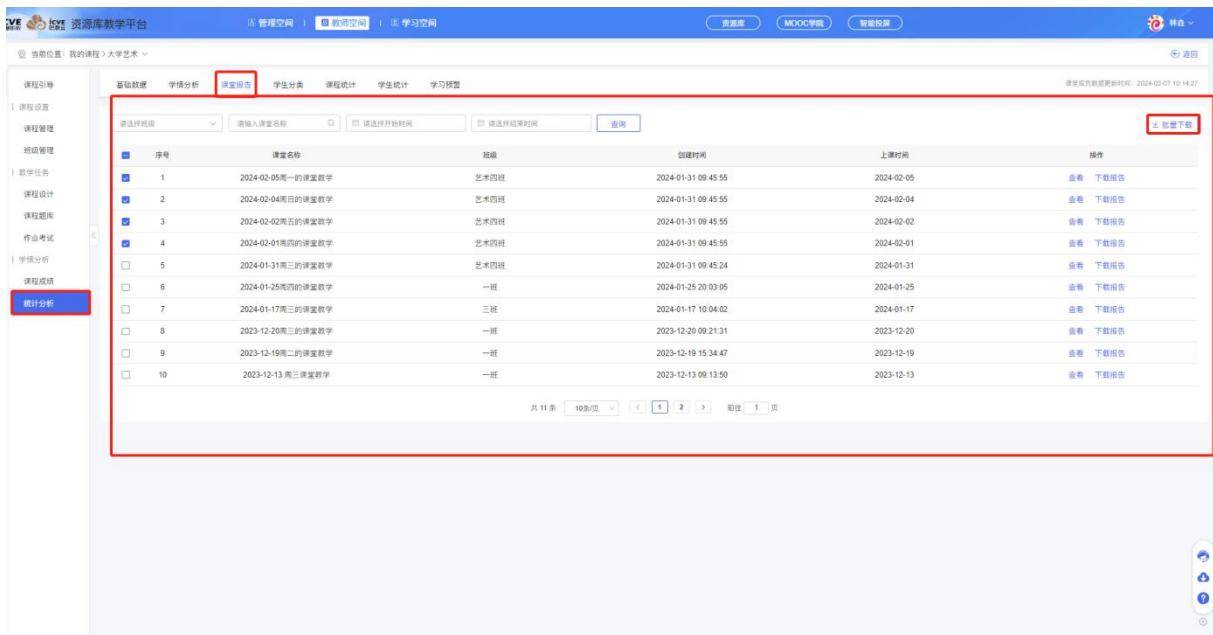 iCVE 资源库教学平台 管理空间 教师空间 学习空间 资源库 MOOC学院 智能投屏 林垚
当前位置: 我的课程 > 大学艺术 返回
课程引导
课程设置
课程管理
班级管理
教学任务
课程设计
课程题库
作业考试
学情分析
课程成绩
统计分析
基础数据 学情分析 课堂报告 学生分类 课程统计 学生统计 学习预警 课堂报告数据更新时间: 2024-02-07 10:14:27
请选择班级 请输入课堂名称 请选择开始时间 请选择结束时间 查询 批量下载
序号 课堂名称 班级 创建时间 上课时间 操作
1 2024-02-05周一的课堂教学 艺术四班 2024-01-31 09:45:55 2024-02-05 查看 下载报告
2 2024-02-04周日的课堂教学 艺术四班 2024-01-31 09:45:55 2024-02-04 查看 下载报告
3 2024-02-02周五的课堂教学 艺术四班 2024-01-31 09:45:55 2024-02-02 查看 下载报告
4 2024-02-01周四的课堂教学 艺术四班 2024-01-31 09:45:55 2024-02-01 查看 下载报告
5 2024-01-31周三的课堂教学 艺术四班 2024-01-31 09:45:24 2024-01-31 查看 下载报告
6 2024-01-25周四的课堂教学 一班 2024-01-25 20:03:05 2024-01-25 查看 下载报告
7 2024-01-17周三的课堂教学 三班 2024-01-17 10:04:02 2024-01-17 查看 下载报告
8 2023-12-20周三的课堂教学 一班 2023-12-20 09:21:31 2023-12-20 查看 下载报告
9 2023-12-19周二的课堂教学 一班 2023-12-19 15:34:47 2023-12-19 查看 下载报告
10 2023-12-13 周三课堂教学 一班 2023-12-13 09:13:50 2023-12-13 查看 下载报告
共 11 条 10条/页 1 2 前往 1 页